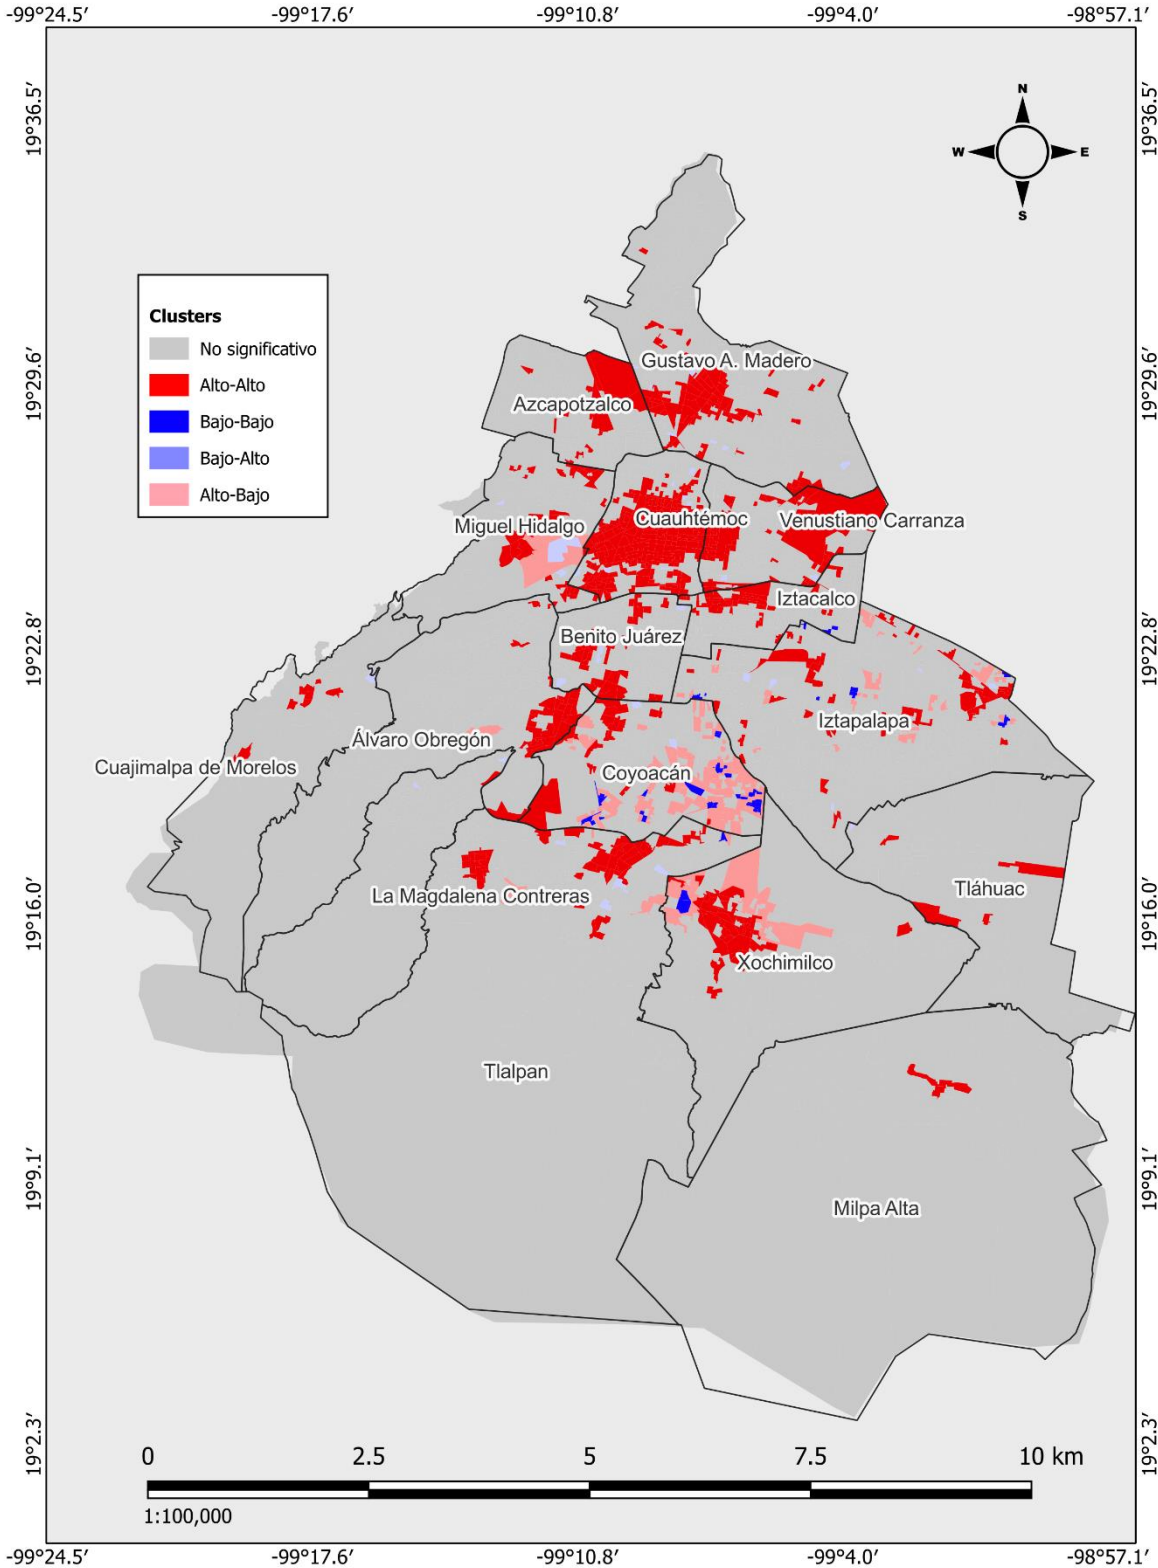 -99°24.5′ -99°17.6′ -99°10.8′ -99°4.0′ -98°57.1′
19°36.5′ 19°36.5′
N
W E
S
Clusters
No significativo
Alto-Alto
Bajo-Bajo
Bajo-Alto
Alto-Bajo
Gustavo A. Madero
19°29.6′ 19°29.6′
Azcapotzalco
Cuauhtémoc
Venustiano Carranza
Miguel Hidalgo
Iztacalco
Benito Juárez
19°22.8′ 19°22.8′
Iztapalapa
Álvaro Obregón
Cuajimalpa de Morelos
Coyoacán
Tláhuac
La Magdalena Contreras
19°16.0′ 19°16.0′
Xochimilco
Tlalpan
19°9.1′ 19°9.1′
Milpa Alta
19°2.3′ 19°2.3′
0 2.5 5 7.5 10 km
1:100,000
-99°24.5′ -99°17.6′ -99°10.8′ -99°4.0′ -98°57.1′